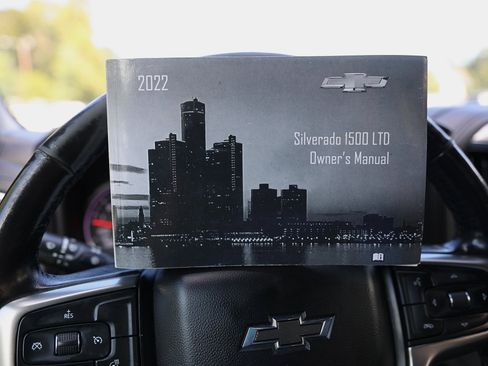 2022
Silverado 1500 LTD
Owner's Manual
RES